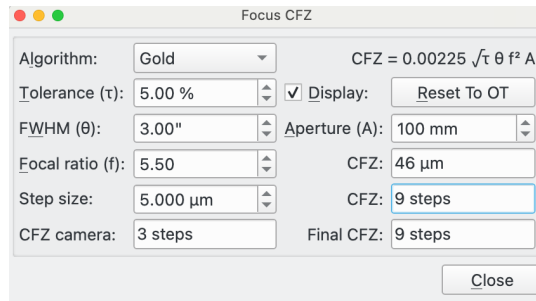 Focus CFZ
Algorithm: Gold CFZ = 0.00225 √τ θ f² A
Tolerance (τ): 5.00 % Display: Reset To OT
FWHM (θ): 3.00" Aperture (A): 100 mm
Focal ratio (f): 5.50 CFZ: 46 µm
Step size: 5.000 µm CFZ: 9 steps
CFZ camera: 3 steps Final CFZ: 9 steps
Close